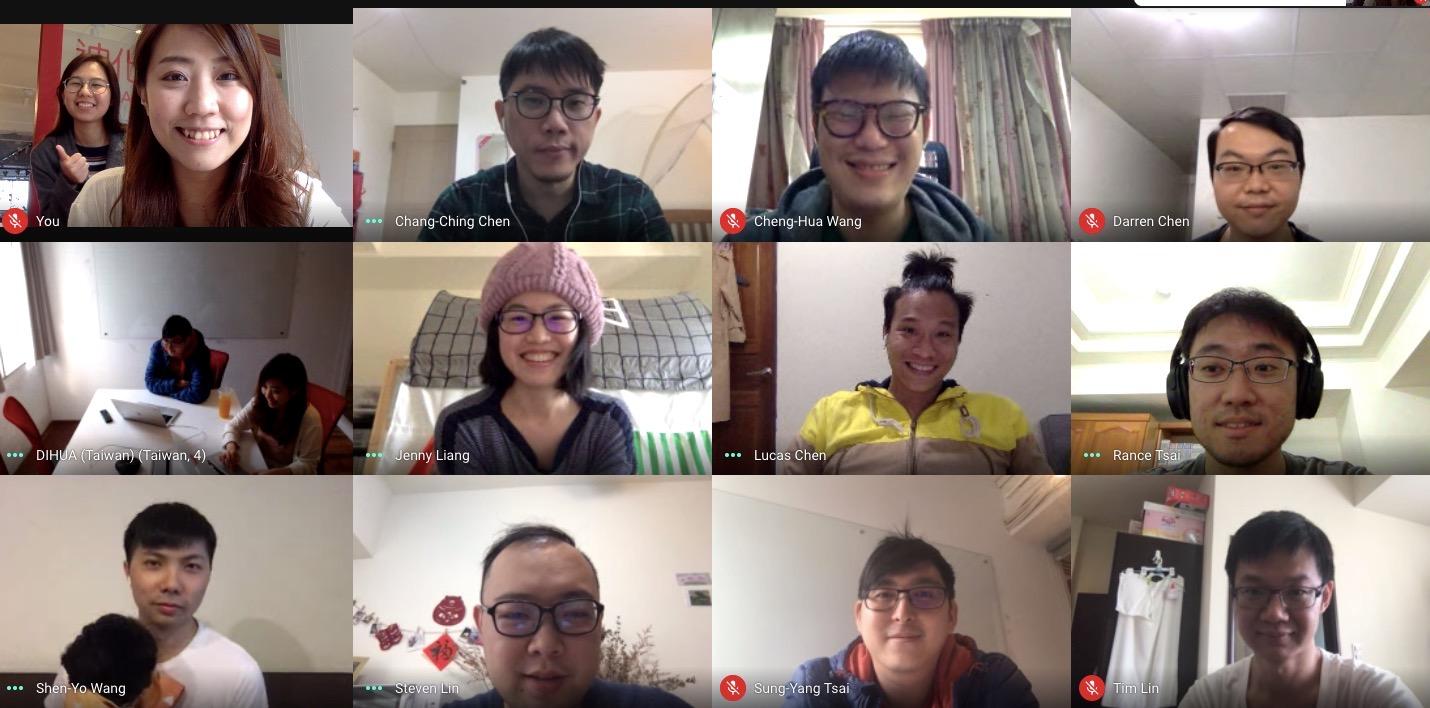 You
Chang-Ching Chen
Cheng-Hua Wang
Darren Chen
DIHUA (Taiwan) (Taiwan, 4)
Jenny Liang
Lucas Chen
Rance Tsai
Shen-Yo Wang
Steven Lin
Sung-Yang Tsai
Tim Lin